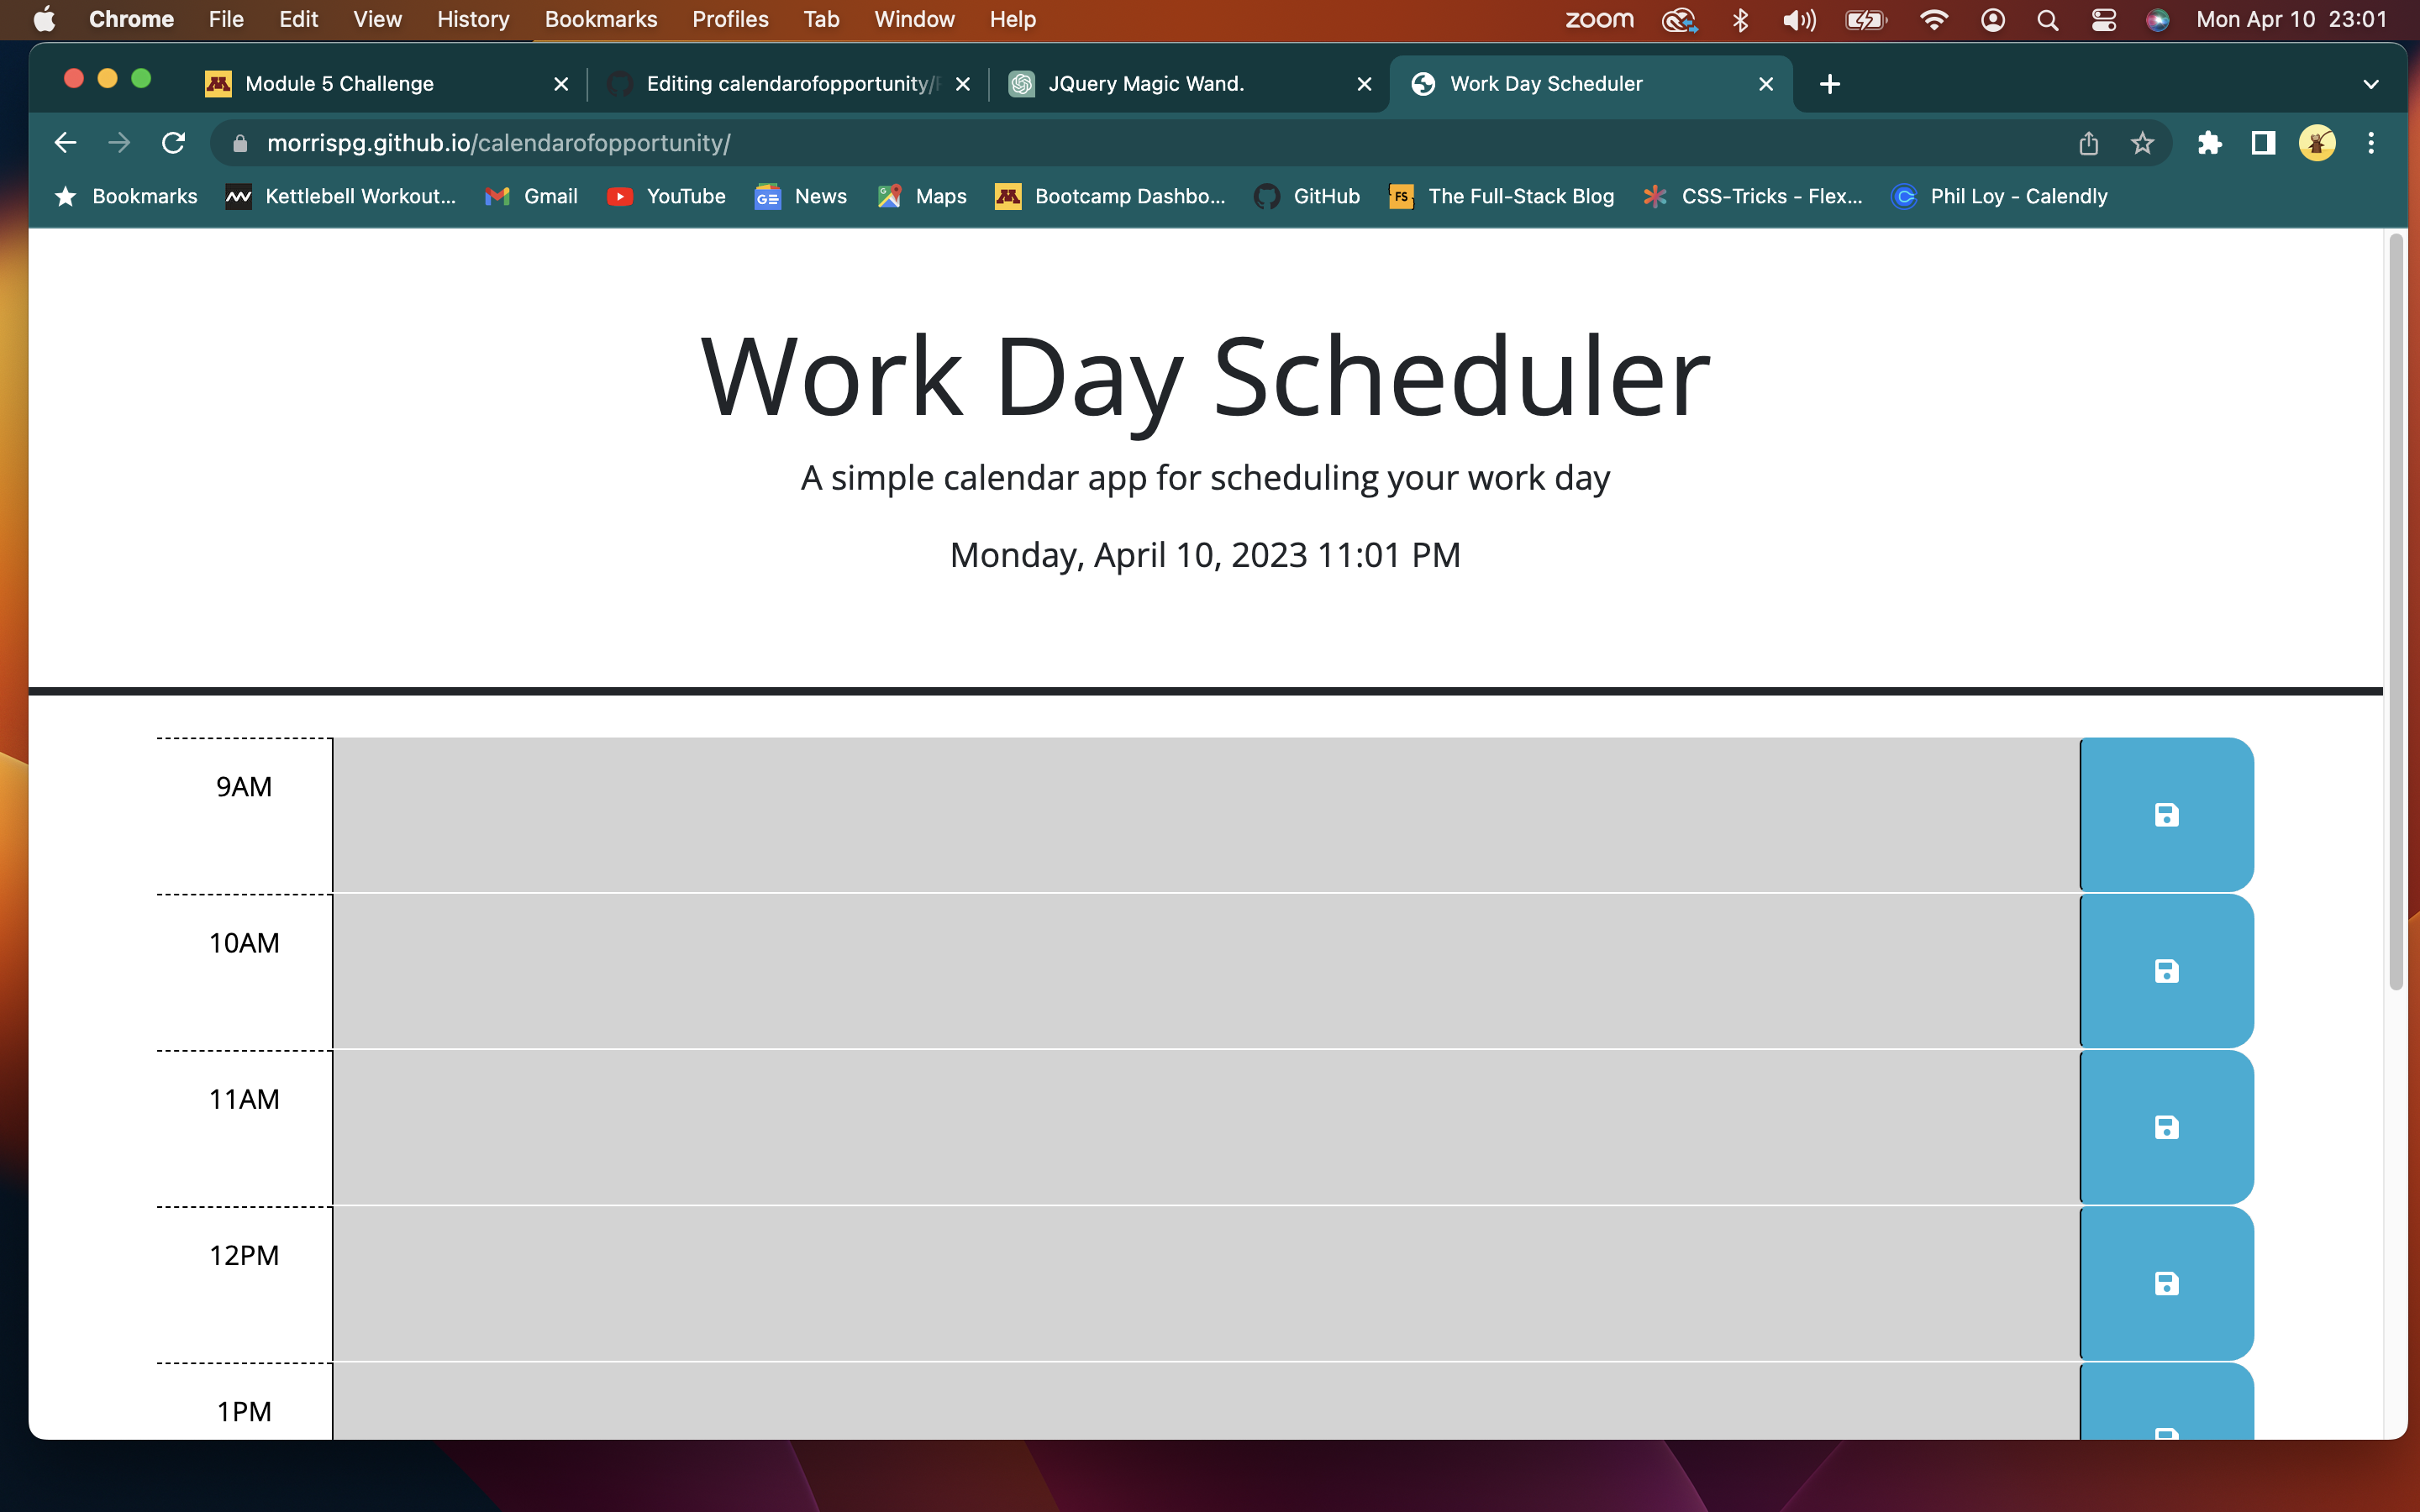 Chrome File Edit View History Bookmarks Profiles Tab Window Help zoom Mon Apr 10 23:01
Module 5 Challenge Editing calendarofopportunity/ JQuery Magic Wand. Work Day Scheduler
morrispg.github.io/calendarofopportunity/
Bookmarks Kettlebell Workout... Gmail YouTube GE News Maps Bootcamp Dashbo... GitHub FS The Full-Stack Blog CSS-Tricks - Flex... Phil Loy - Calendly
Work Day Scheduler
A simple calendar app for scheduling your work day
Monday, April 10, 2023 11:01 PM
9AM
10AM
11AM
12PM
1PM